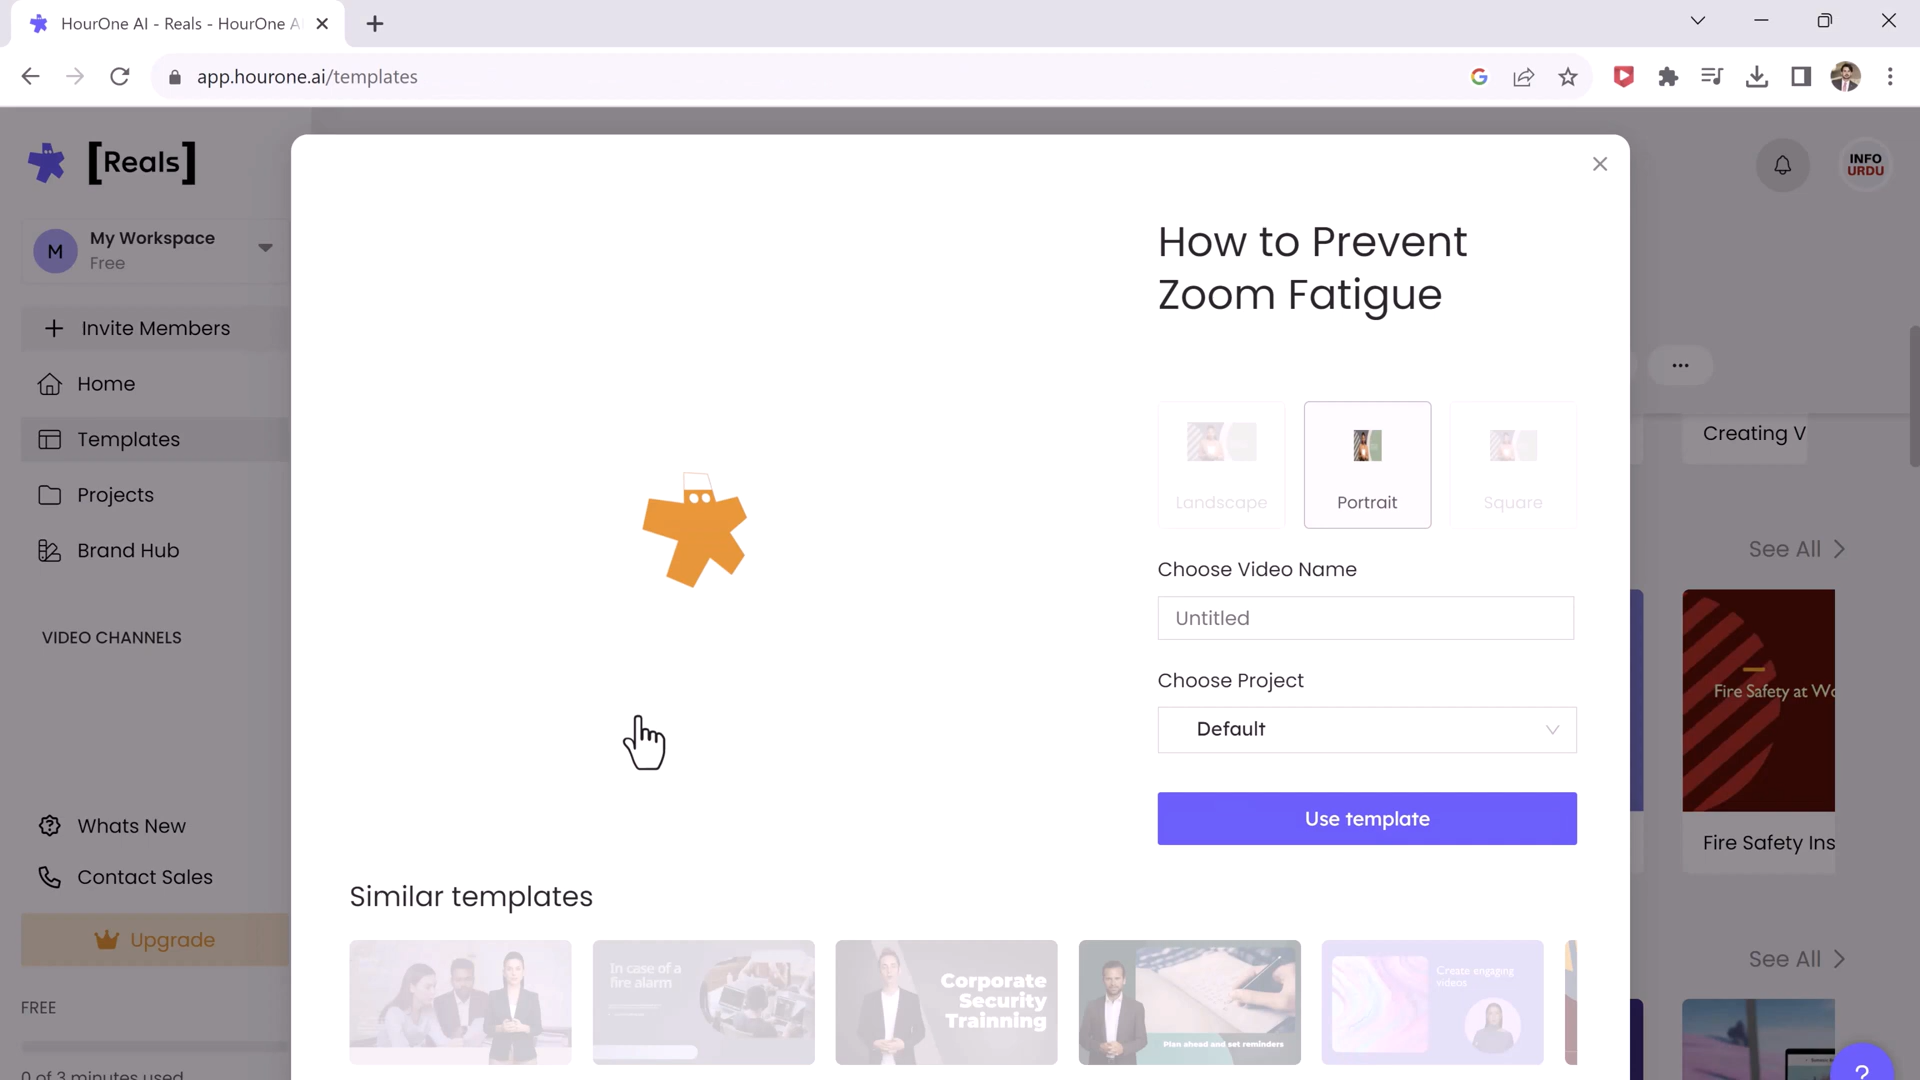 HourOne AI - Reals - HourOne A
app.hourone.ai/templates
[Reals]
INFO
URDU
M
My Workspace
Free
Invite Members
Home
Templates
Projects
Brand Hub
VIDEO CHANNELS
Whats New
Contact Sales
Upgrade
FREE
0 of 3 minutes used
How to Prevent
Zoom Fatigue
Landscape
Portrait
Square
Choose Video Name
Untitled
Choose Project
Default
Use template
Similar templates
In case of a
fire alarm
Corporate
Security
Trainning
Plan ahead and set reminders
Create engaging
videos
Creating V
See All
Fire Safety at Wo
Fire Safety Ins
See All
?